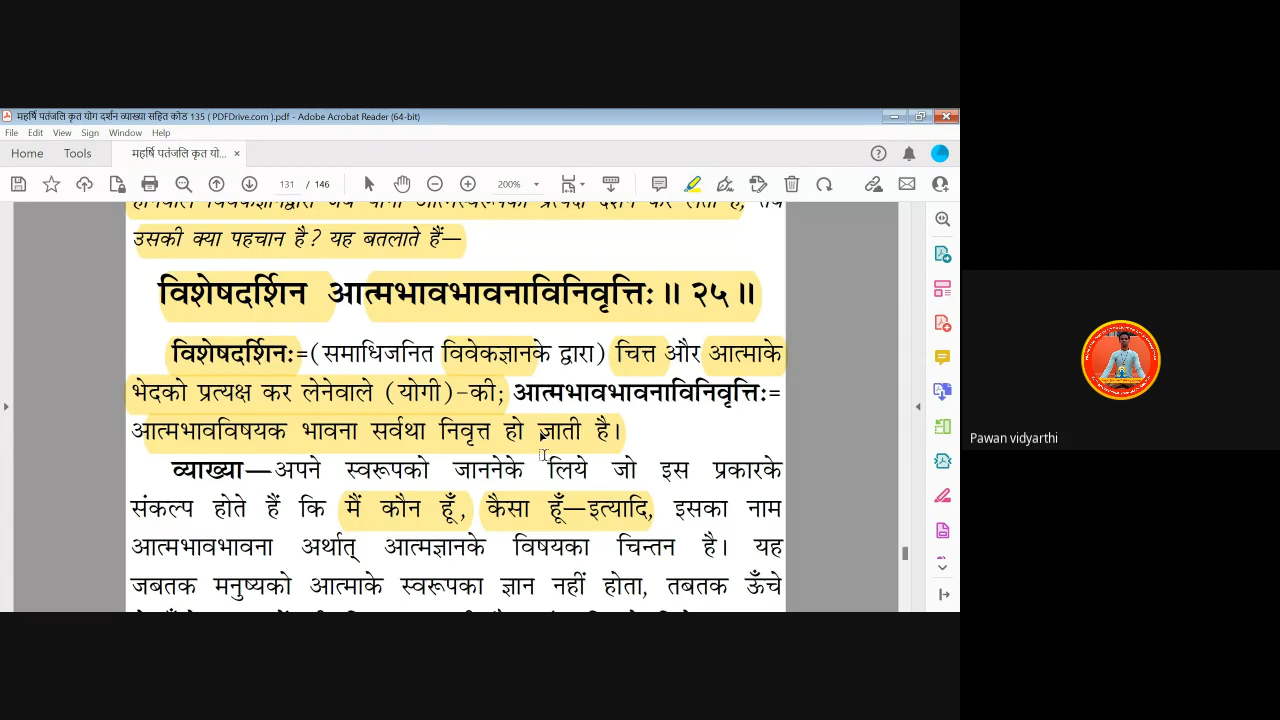 महर्षि पतंजलि कृत योग दर्शन व्याख्या सहित कोड 135 ( PDFDrive.com ).pdf - Adobe Acrobat Reader (64-bit)
File Edit View Sign Window Help
Home Tools महर्षि पतंजलि कृत यो... ×
131 / 146 200%
उसकी क्या पहचान है? यह बतलाते हैं—
विशेषदर्शिन आत्मभावभावनाविनिवृत्तिः ॥ २५ ॥
विशेषदर्शिनः=(समाधिजनित विवेकज्ञानके द्वारा) चित्त और आत्माके
भेदको प्रत्यक्ष कर लेनेवाले (योगी)-की; आत्मभावभावनाविनिवृत्तिः=
आत्मभावविषयक भावना सर्वथा निवृत्त हो जाती है।
व्याख्या—अपने स्वरूपको जाननेके लिये जो इस प्रकारके
संकल्प होते हैं कि मैं कौन हूँ, कैसा हूँ—इत्यादि, इसका नाम
आत्मभावभावना अर्थात् आत्मज्ञानके विषयका चिन्तन है। यह
जबतक मनुष्यको आत्माके स्वरूपका ज्ञान नहीं होता, तबतक ऊँचे
Pawan vidyarthi